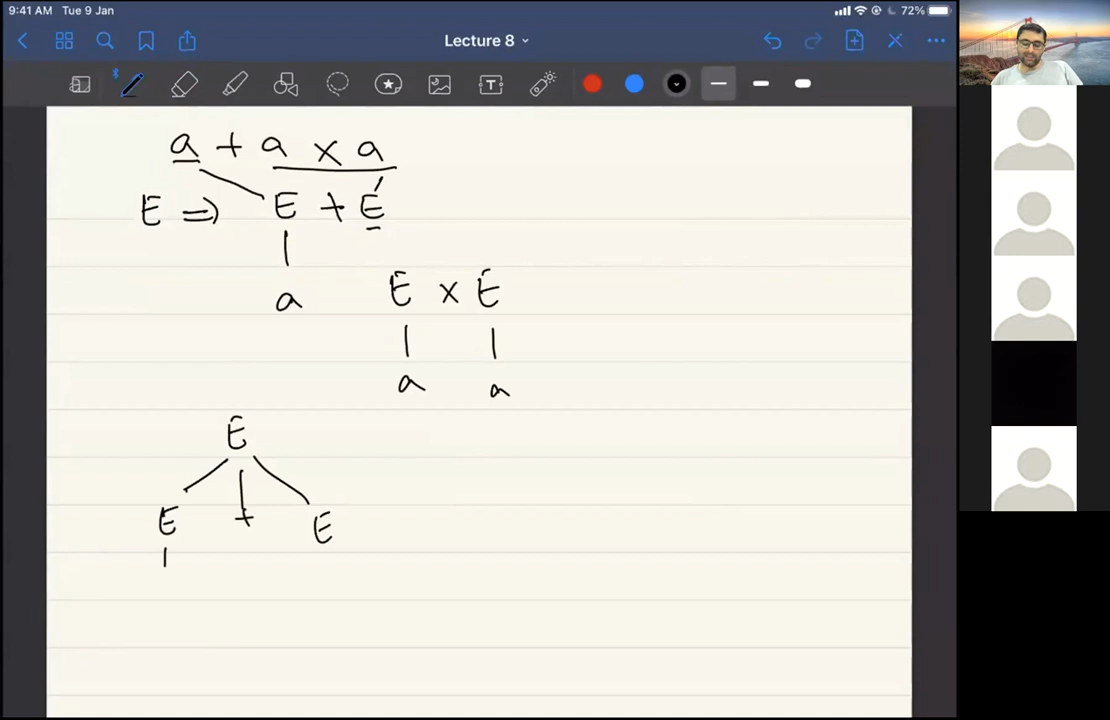 9:41 AM Tue 9 Jan
72%
Lecture 8
T
a + a × a
E ⇒ E + E
a
E × E
a a
E
E + E